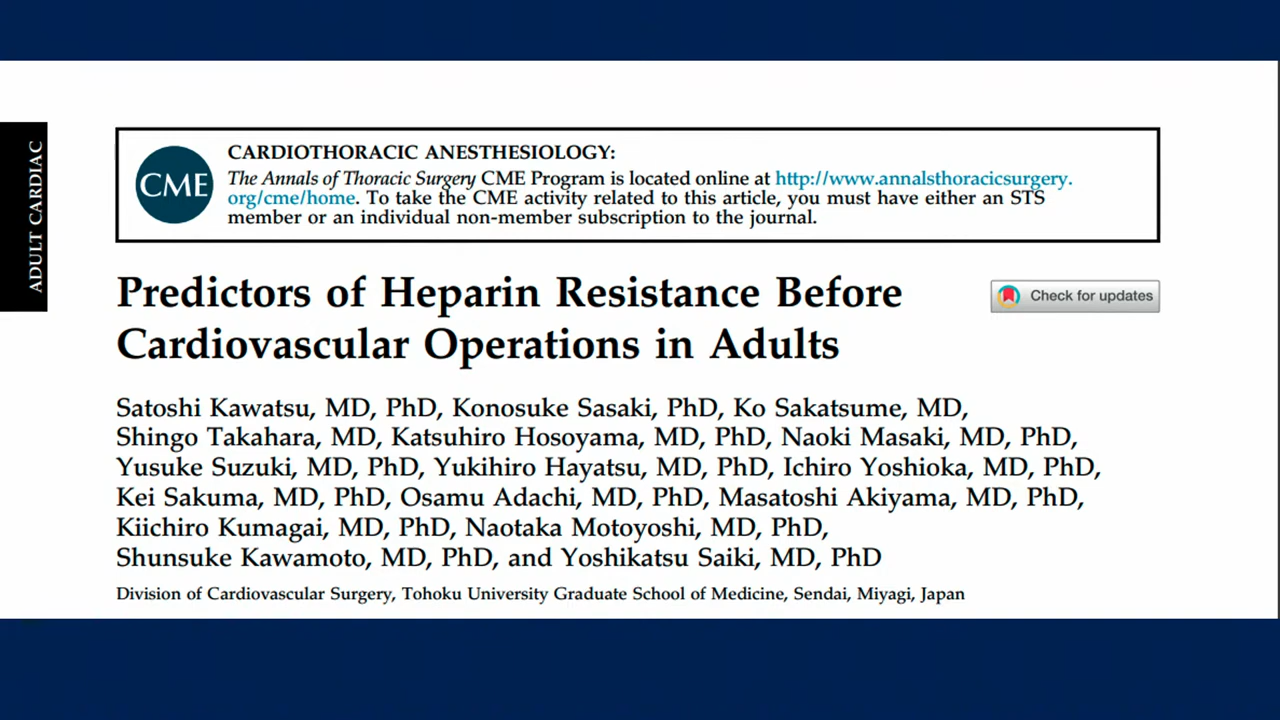 ADULT CARDIAC
CME
CARDIOTHORACIC ANESTHESIOLOGY:
The Annals of Thoracic Surgery CME Program is located online at http://www.annalsthoracicsurgery.
org/cme/home. To take the CME activity related to this article, you must have either an STS
member or an individual non-member subscription to the journal.
Predictors of Heparin Resistance Before
Cardiovascular Operations in Adults
Check for updates
Satoshi Kawatsu, MD, PhD, Konosuke Sasaki, PhD, Ko Sakatsume, MD,
Shingo Takahara, MD, Katsuhiro Hosoyama, MD, PhD, Naoki Masaki, MD, PhD,
Yusuke Suzuki, MD, PhD, Yukihiro Hayatsu, MD, PhD, Ichiro Yoshioka, MD, PhD,
Kei Sakuma, MD, PhD, Osamu Adachi, MD, PhD, Masatoshi Akiyama, MD, PhD,
Kiichiro Kumagai, MD, PhD, Naotaka Motoyoshi, MD, PhD,
Shunsuke Kawamoto, MD, PhD, and Yoshikatsu Saiki, MD, PhD
Division of Cardiovascular Surgery, Tohoku University Graduate School of Medicine, Sendai, Miyagi, Japan